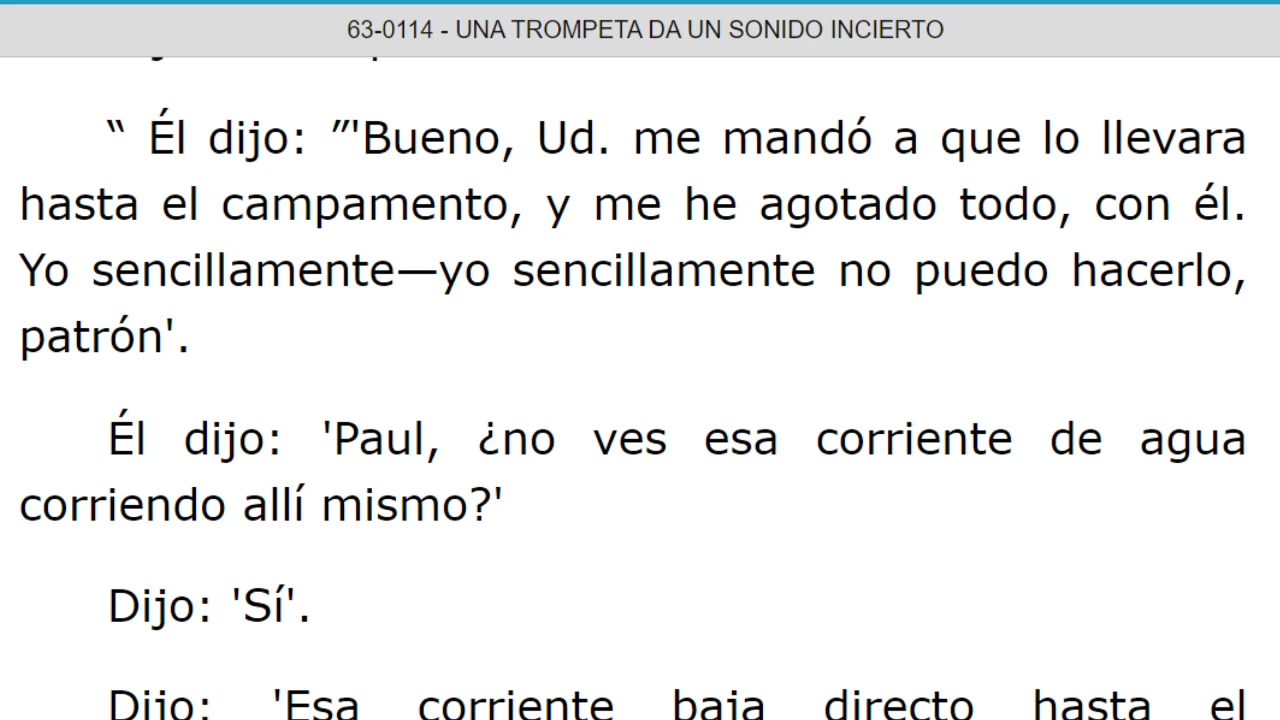 63-0114 - UNA TROMPETA DA UN SONIDO INCIERTO
“ Él dijo: ”'Bueno, Ud. me mandó a que lo llevara
hasta el campamento, y me he agotado todo, con él.
Yo sencillamente—yo sencillamente no puedo hacerlo,
patrón'.
Él dijo: 'Paul, ¿no ves esa corriente de agua
corriendo allí mismo?'
Dijo: 'Sí'.
Dijo: 'Esa corriente baja directo hasta el